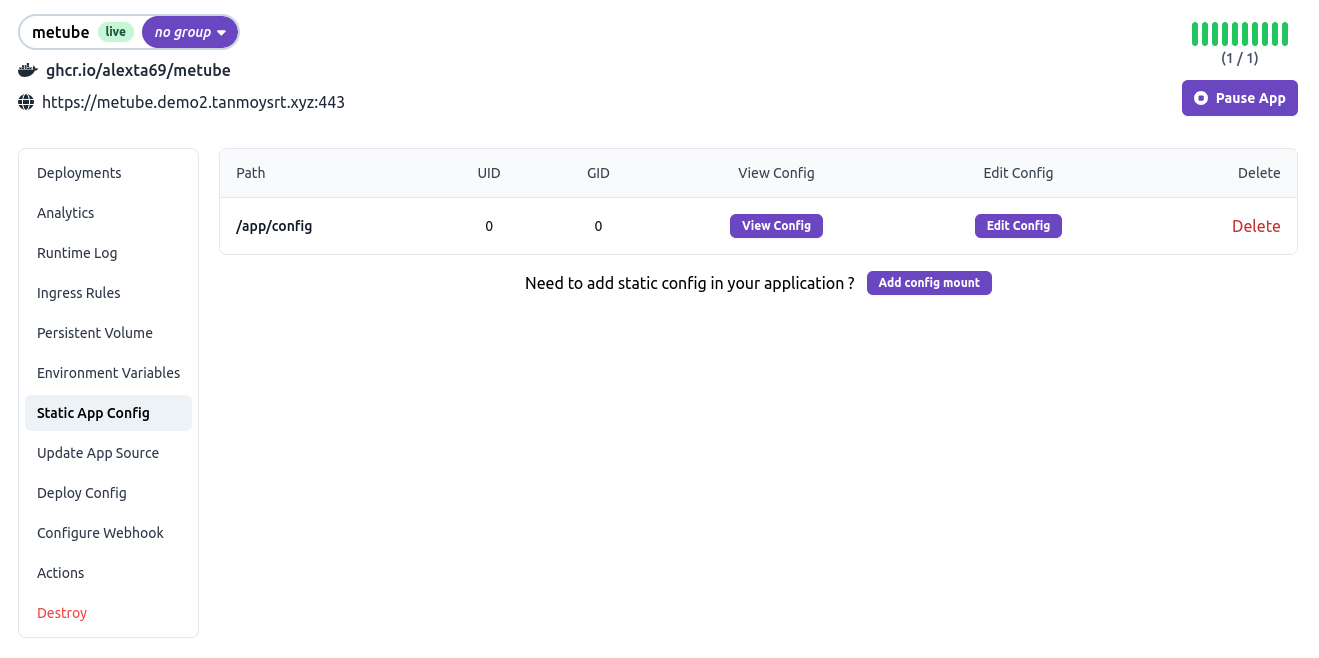 metube live no group
ghcr.io/alexta69/metube
https://metube.demo2.tanmoysrt.xyz:443
(1 / 1)
Pause App
Deployments
Analytics
Runtime Log
Ingress Rules
Persistent Volume
Environment Variables
Static App Config
Update App Source
Deploy Config
Configure Webhook
Actions
Destroy
Path UID GID View Config Edit Config Delete
/app/config 0 0 View Config Edit Config Delete
Need to add static config in your application ? Add config mount